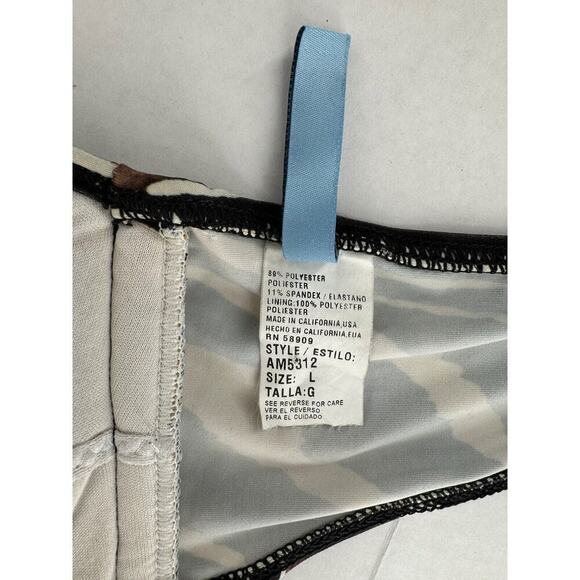 89% POLYESTER
POLIESTER
11% SPANDEX / ELASTANO
LINING:100% POLYESTER
POLIESTER
MADE IN CALIFORNIA,USA
HECHO EN CALIFORNIA,EUA
RN 58909
STYLE / ESTILO:
AM5312
SIZE: L
TALLA:G
SEE REVERSE FOR CARE
VER EL REVERSO
PARA EL CUIDADO